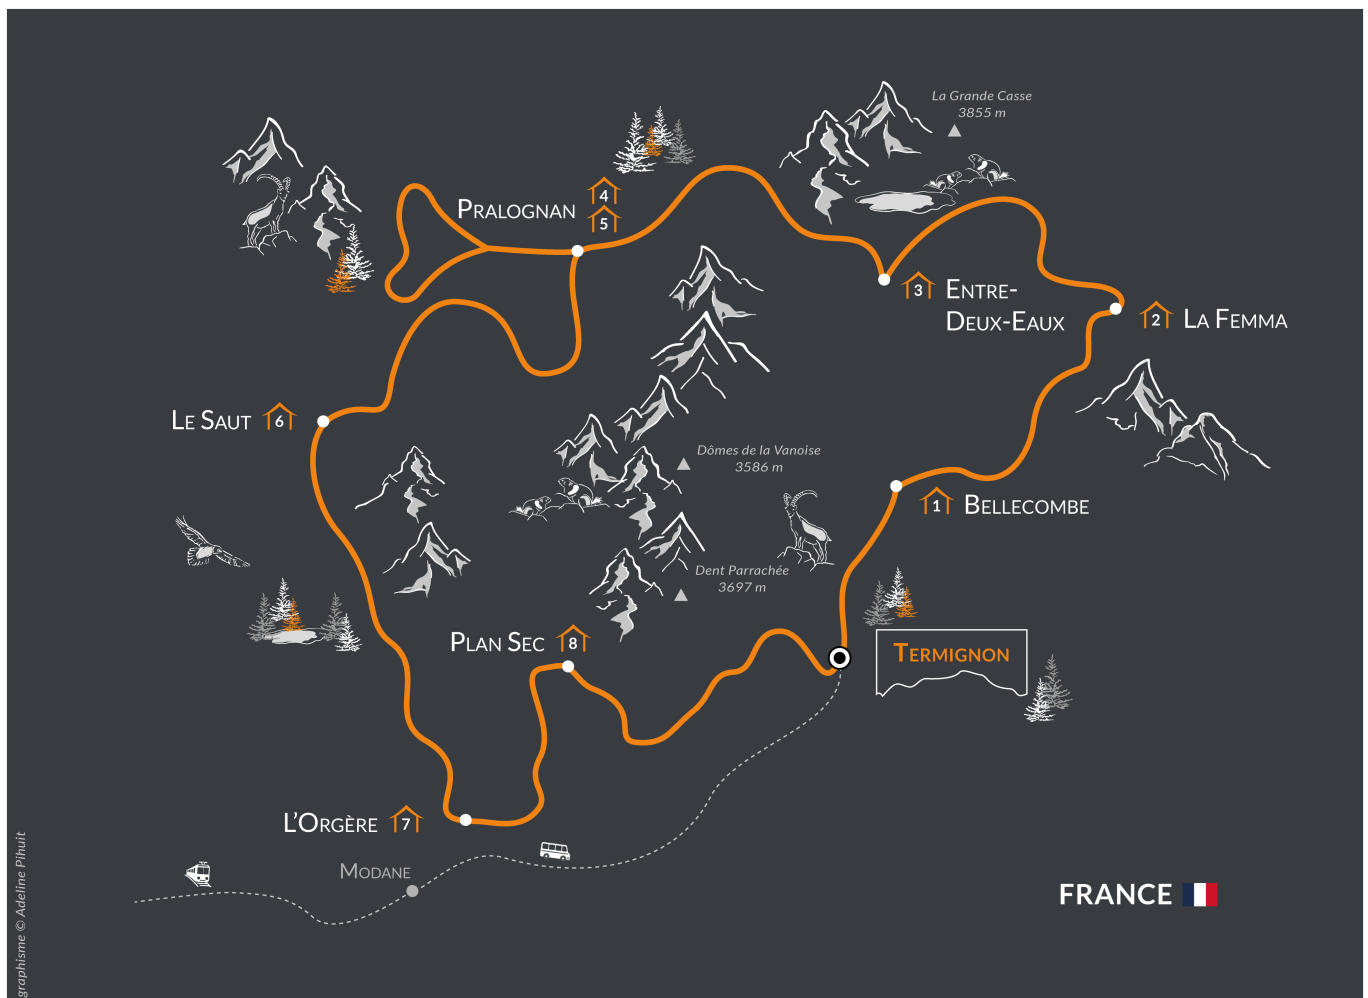 La Grande Casse
3855 m
4
PRALOGNAN
5
3
ENTRE-
DEUX-EAUX
2
LA FEMMA
LE SAUT
6
Dômes de la Vanoise
3586 m
1
BELLECOMBE
Dent Parrachée
3697 m
PLAN SEC
8
TERMIGNON
L'ORGÈRE
7
MODANE
FRANCE
graphisme © Adeline Pihuit